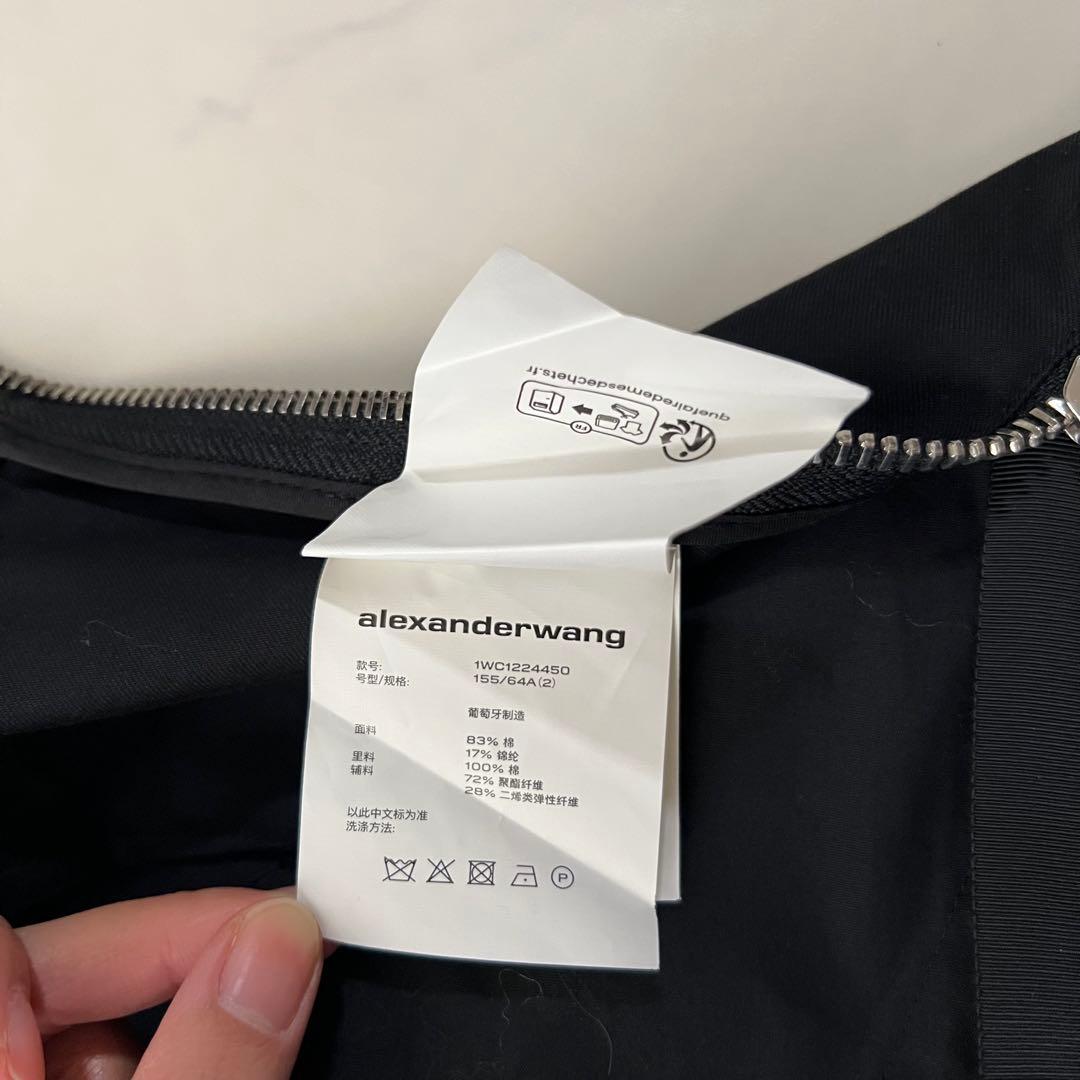 quefairedemesdechets.fr
FR
alexanderwang
款号: 1WC1224450
号型/规格: 155/64A(2)
葡萄牙制造
面料 83% 棉
17% 锦纶
里料 100% 棉
辅料 72% 聚酯纤维
28% 二烯类弹性纤维
以此中文标为准
洗涤方法:
P